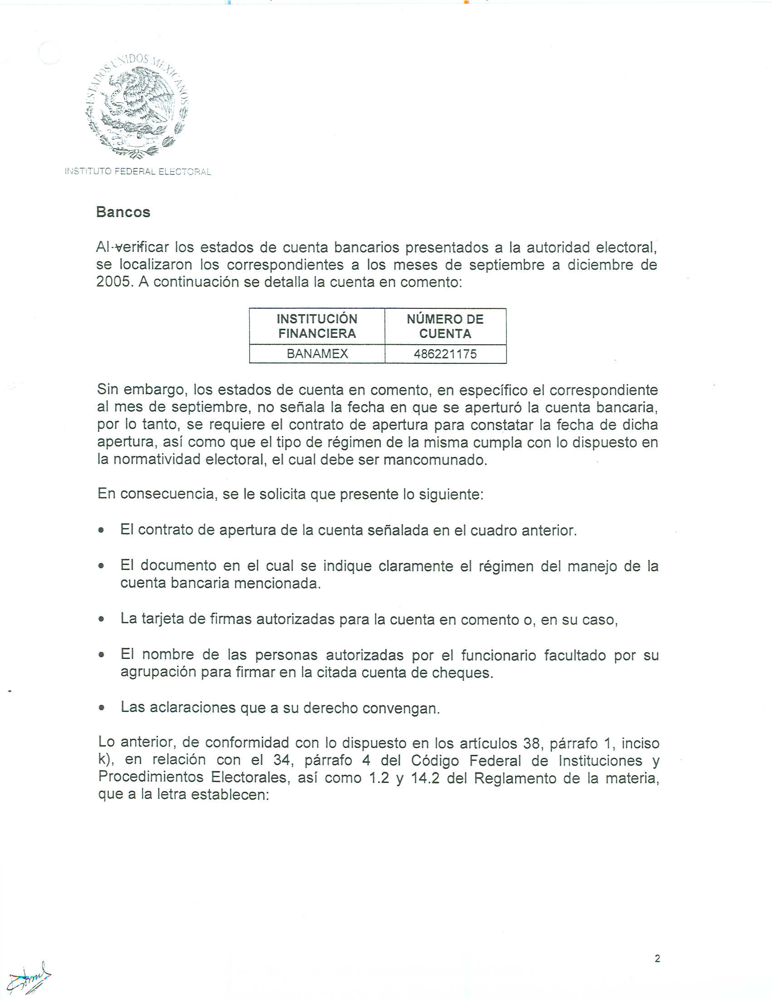 ESTADOS UNIDOS MEXICANOS
INSTITUTO FEDERAL ELECTORAL
Bancos
Al verificar los estados de cuenta bancarios presentados a la autoridad electoral,
se localizaron los correspondientes a los meses de septiembre a diciembre de
2005. A continuación se detalla la cuenta en comento:
INSTITUCIÓN FINANCIERA NÚMERO DE CUENTA
BANAMEX 486221175
Sin embargo, los estados de cuenta en comento, en específico el correspondiente
al mes de septiembre, no señala la fecha en que se aperturó la cuenta bancaria,
por lo tanto, se requiere el contrato de apertura para constatar la fecha de dicha
apertura, así como que el tipo de régimen de la misma cumpla con lo dispuesto en
la normatividad electoral, el cual debe ser mancomunado.
En consecuencia, se le solicita que presente lo siguiente:
• El contrato de apertura de la cuenta señalada en el cuadro anterior.
• El documento en el cual se indique claramente el régimen del manejo de la
cuenta bancaria mencionada.
• La tarjeta de firmas autorizadas para la cuenta en comento o, en su caso,
• El nombre de las personas autorizadas por el funcionario facultado por su
agrupación para firmar en la citada cuenta de cheques.
• Las aclaraciones que a su derecho convengan.
Lo anterior, de conformidad con lo dispuesto en los artículos 38, párrafo 1, inciso
k), en relación con el 34, párrafo 4 del Código Federal de Instituciones y
Procedimientos Electorales, así como 1.2 y 14.2 del Reglamento de la materia,
que a la letra establecen:
2